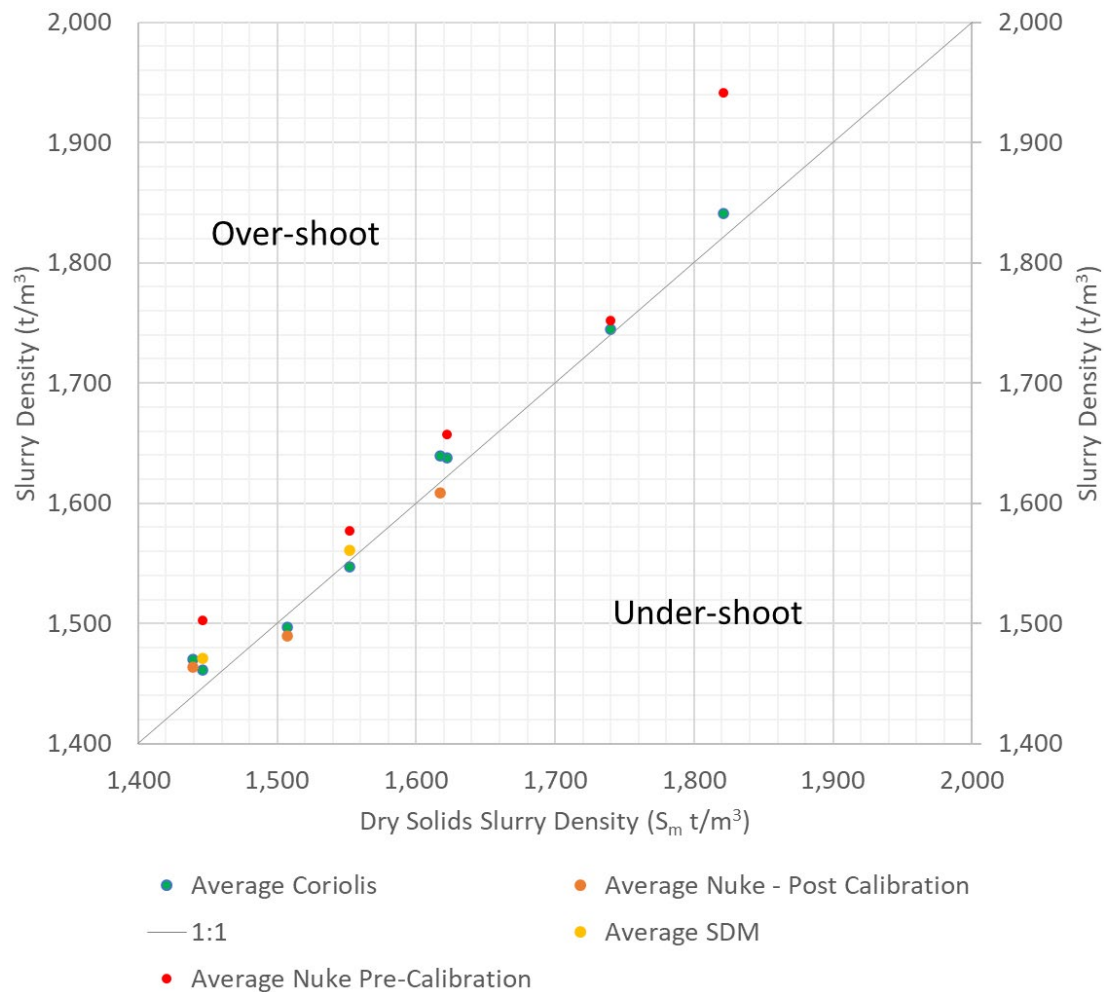 2,000
1,900
1,800
1,700
1,600
1,500
1,400
Slurry Density (t/m³)
Over-shoot
Under-shoot
2,000
1,900
1,800
1,700
1,600
1,500
1,400
Slurry Density (t/m³)
1,400 1,500 1,600 1,700 1,800 1,900 2,000
Dry Solids Slurry Density (Sₘ t/m³)
Average Coriolis Average Nuke - Post Calibration
1:1 Average SDM
Average Nuke Pre-Calibration